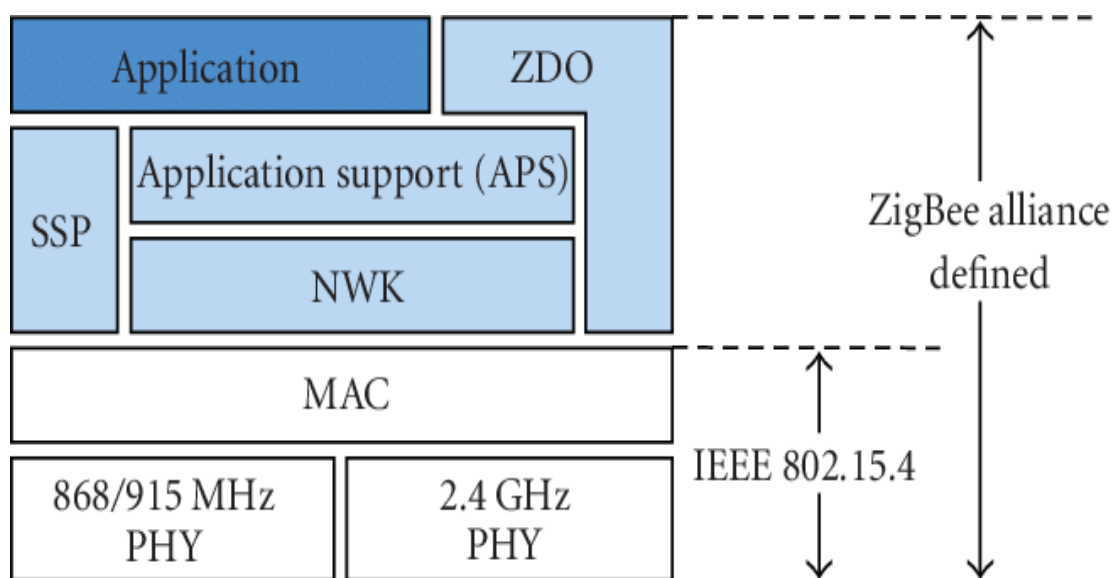 Application
ZDO
Application support (APS)
SSP
NWK
ZigBee alliance
defined
MAC
IEEE 802.15.4
868/915 MHz
PHY
2.4 GHz
PHY